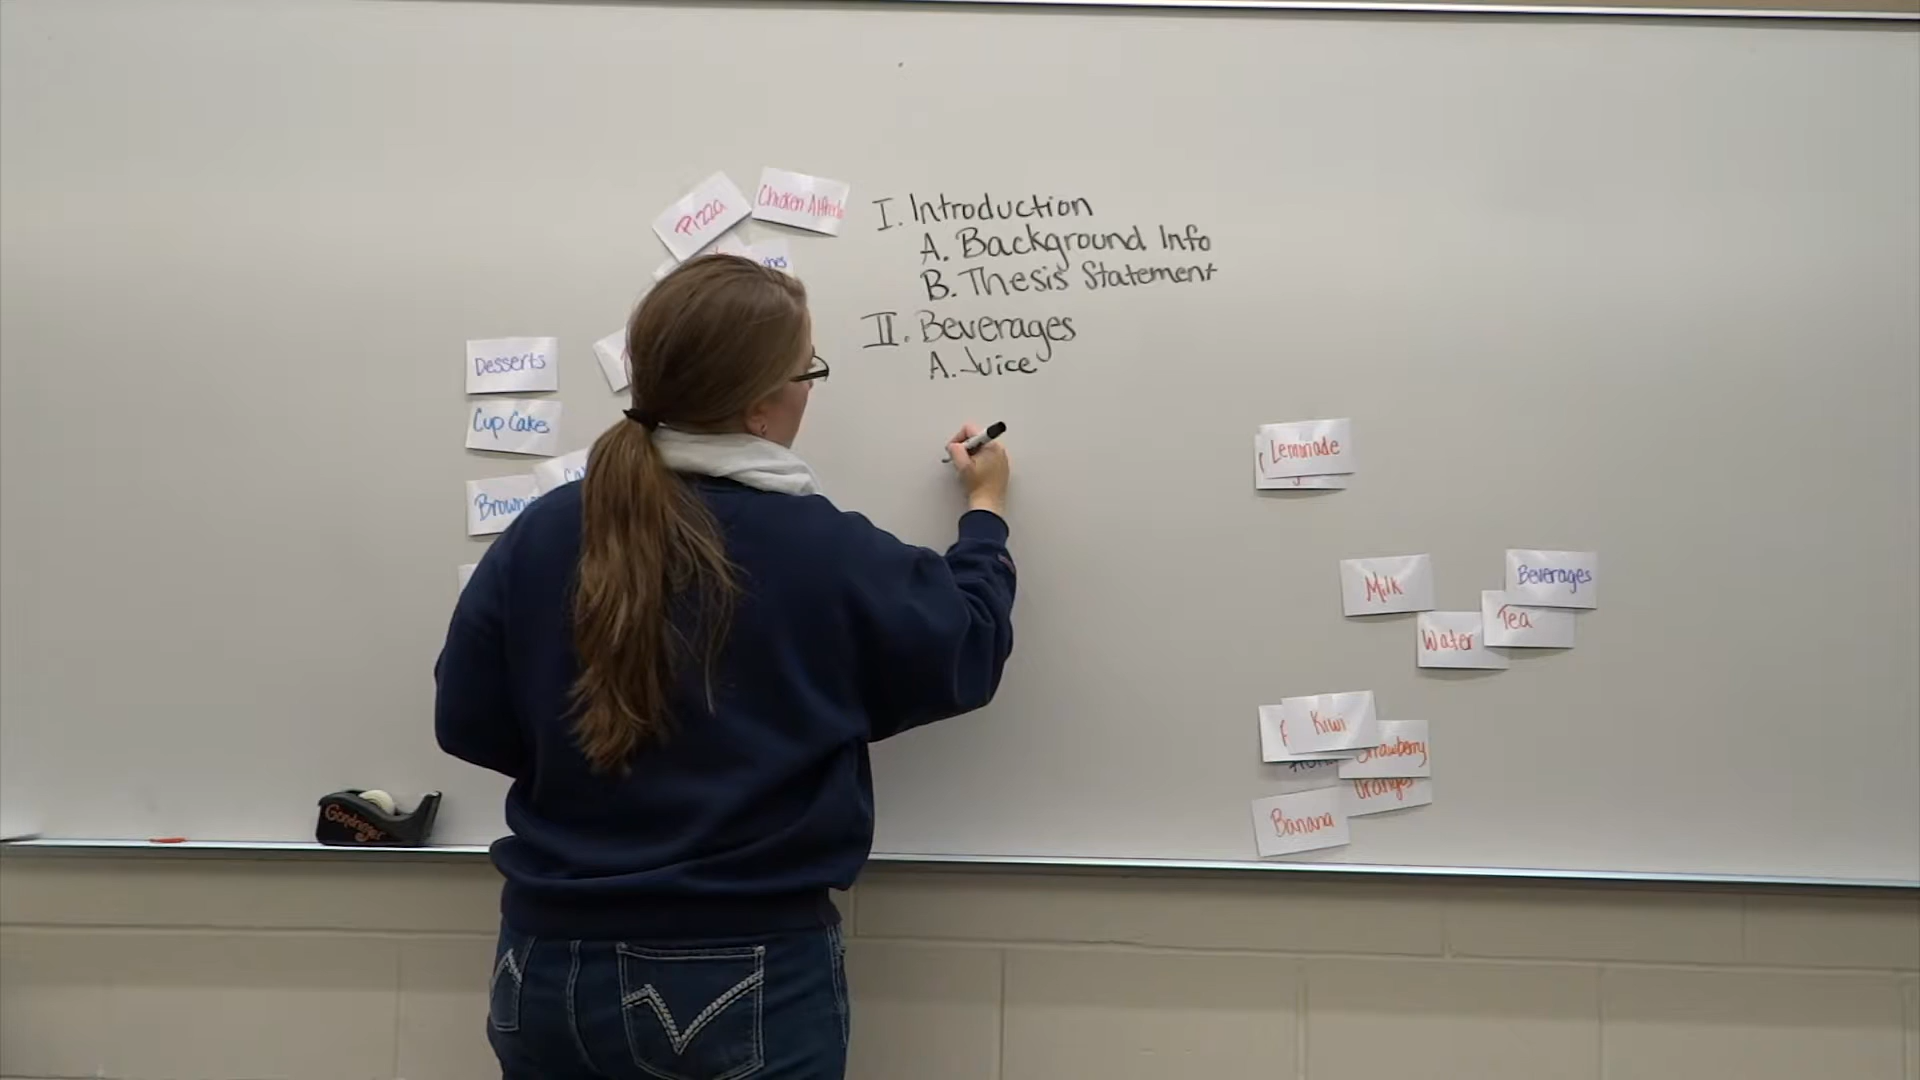 Pizza
Chicken Alfredo
I. Introduction
A. Background Info
B. Thesis Statement
II. Beverages
A. Juice
Desserts
Cup Cakes
Lemonade
Milk
Beverages
Tea
Water
Kiwi
Strawberry
Oranges
Banana
Gondringer